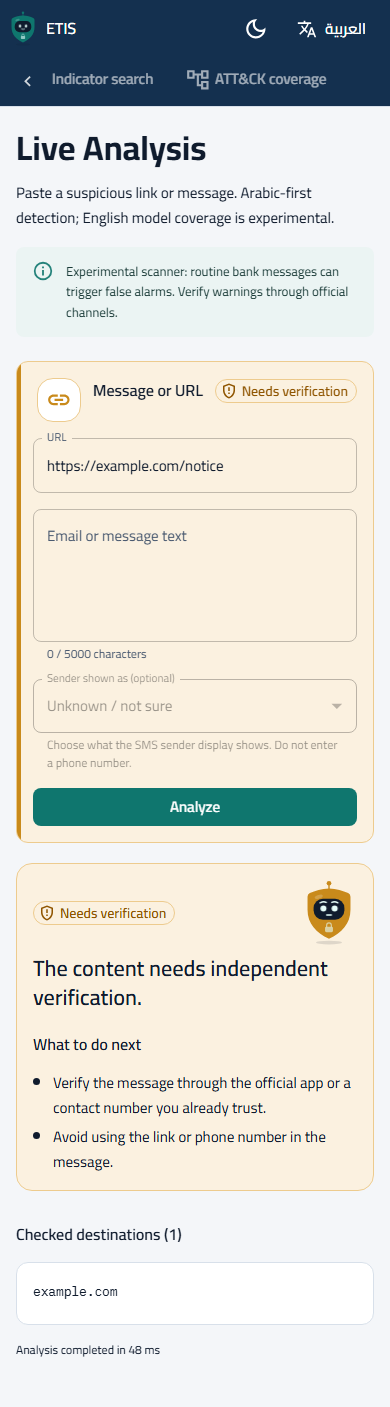 ETIS
العربية
Indicator search
ATT&CK coverage
Live Analysis
Paste a suspicious link or message. Arabic-first
detection; English model coverage is experimental.
Experimental scanner: routine bank messages can
trigger false alarms. Verify warnings through official
channels.
Message or URL
Needs verification
URL
https://example.com/notice
Email or message text
0 / 5000 characters
Sender shown as (optional)
Unknown / not sure
Choose what the SMS sender display shows. Do not enter
a phone number.
Analyze
Needs verification
The content needs independent
verification.
What to do next
Verify the message through the official app or a
contact number you already trust.
Avoid using the link or phone number in the
message.
Checked destinations (1)
example.com
Analysis completed in 48 ms